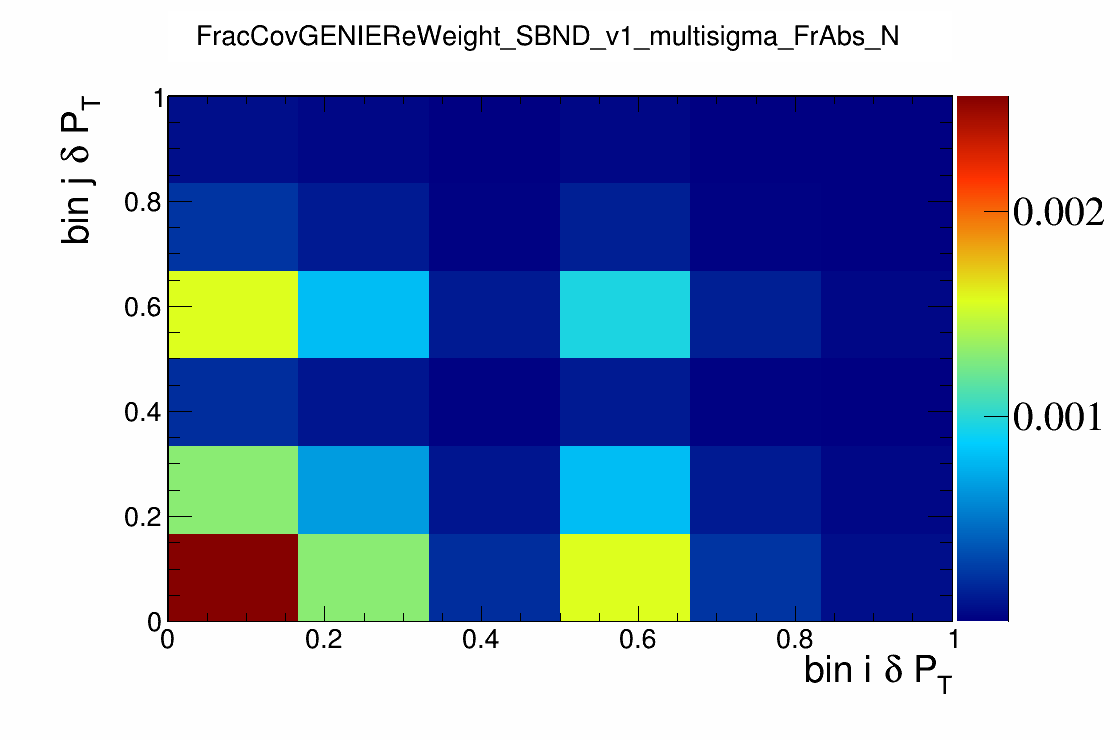 FracCovGENIEReWeight_SBND_v1_multisigma_FrAbs_N
bin j δ P_T
1
0.8
0.6
0.4
0.2
0
0 0.2 0.4 0.6 0.8 1
bin i δ P_T
0.002
0.001